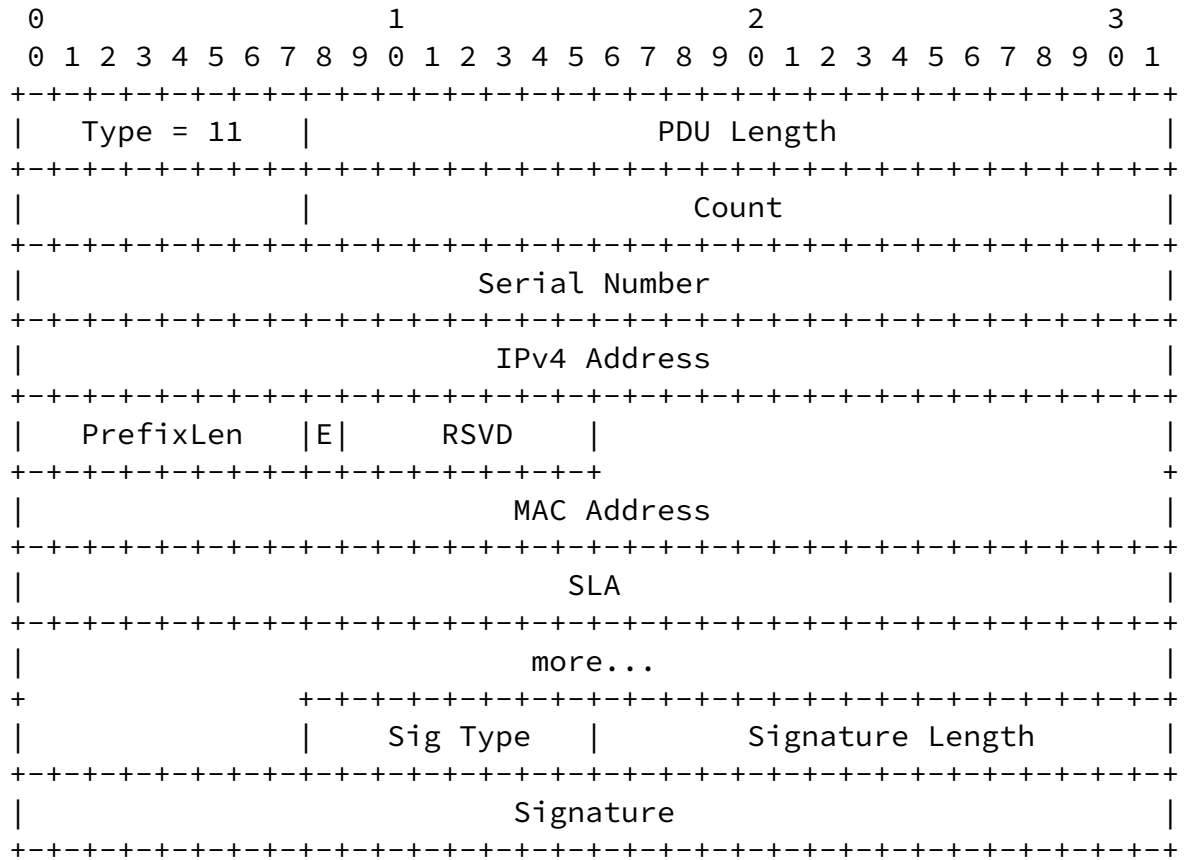 0                   1                   2                   3
 0 1 2 3 4 5 6 7 8 9 0 1 2 3 4 5 6 7 8 9 0 1 2 3 4 5 6 7 8 9 0 1
+-+-+-+-+-+-+-+-+-+-+-+-+-+-+-+-+-+-+-+-+-+-+-+-+-+-+-+-+-+-+-+-+
|   Type = 11   |                   PDU Length                  |
+-+-+-+-+-+-+-+-+-+-+-+-+-+-+-+-+-+-+-+-+-+-+-+-+-+-+-+-+-+-+-+-+
|               |                     Count                     |
+-+-+-+-+-+-+-+-+-+-+-+-+-+-+-+-+-+-+-+-+-+-+-+-+-+-+-+-+-+-+-+-+
|                         Serial Number                         |
+-+-+-+-+-+-+-+-+-+-+-+-+-+-+-+-+-+-+-+-+-+-+-+-+-+-+-+-+-+-+-+-+
|                          IPv4 Address                         |
+-+-+-+-+-+-+-+-+-+-+-+-+-+-+-+-+-+-+-+-+-+-+-+-+-+-+-+-+-+-+-+-+
|   PrefixLen   |E|     RSVD    |                               |
+-+-+-+-+-+-+-+-+-+-+-+-+-+-+-+-+                               +
|                           MAC Address                         |
+-+-+-+-+-+-+-+-+-+-+-+-+-+-+-+-+-+-+-+-+-+-+-+-+-+-+-+-+-+-+-+-+
|                              SLA                              |
+-+-+-+-+-+-+-+-+-+-+-+-+-+-+-+-+-+-+-+-+-+-+-+-+-+-+-+-+-+-+-+-+
|                            more...                            |
+               +-+-+-+-+-+-+-+-+-+-+-+-+-+-+-+-+-+-+-+-+-+-+-+-+
|               |    Sig Type   |        Signature Length       |
+-+-+-+-+-+-+-+-+-+-+-+-+-+-+-+-+-+-+-+-+-+-+-+-+-+-+-+-+-+-+-+-+
|                           Signature                           |
+-+-+-+-+-+-+-+-+-+-+-+-+-+-+-+-+-+-+-+-+-+-+-+-+-+-+-+-+-+-+-+-+